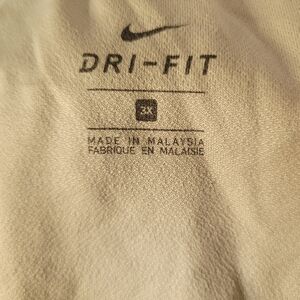 DRI-FIT
3X
MADE IN MALAYSIA
FABRIQUE EN MALAISIE